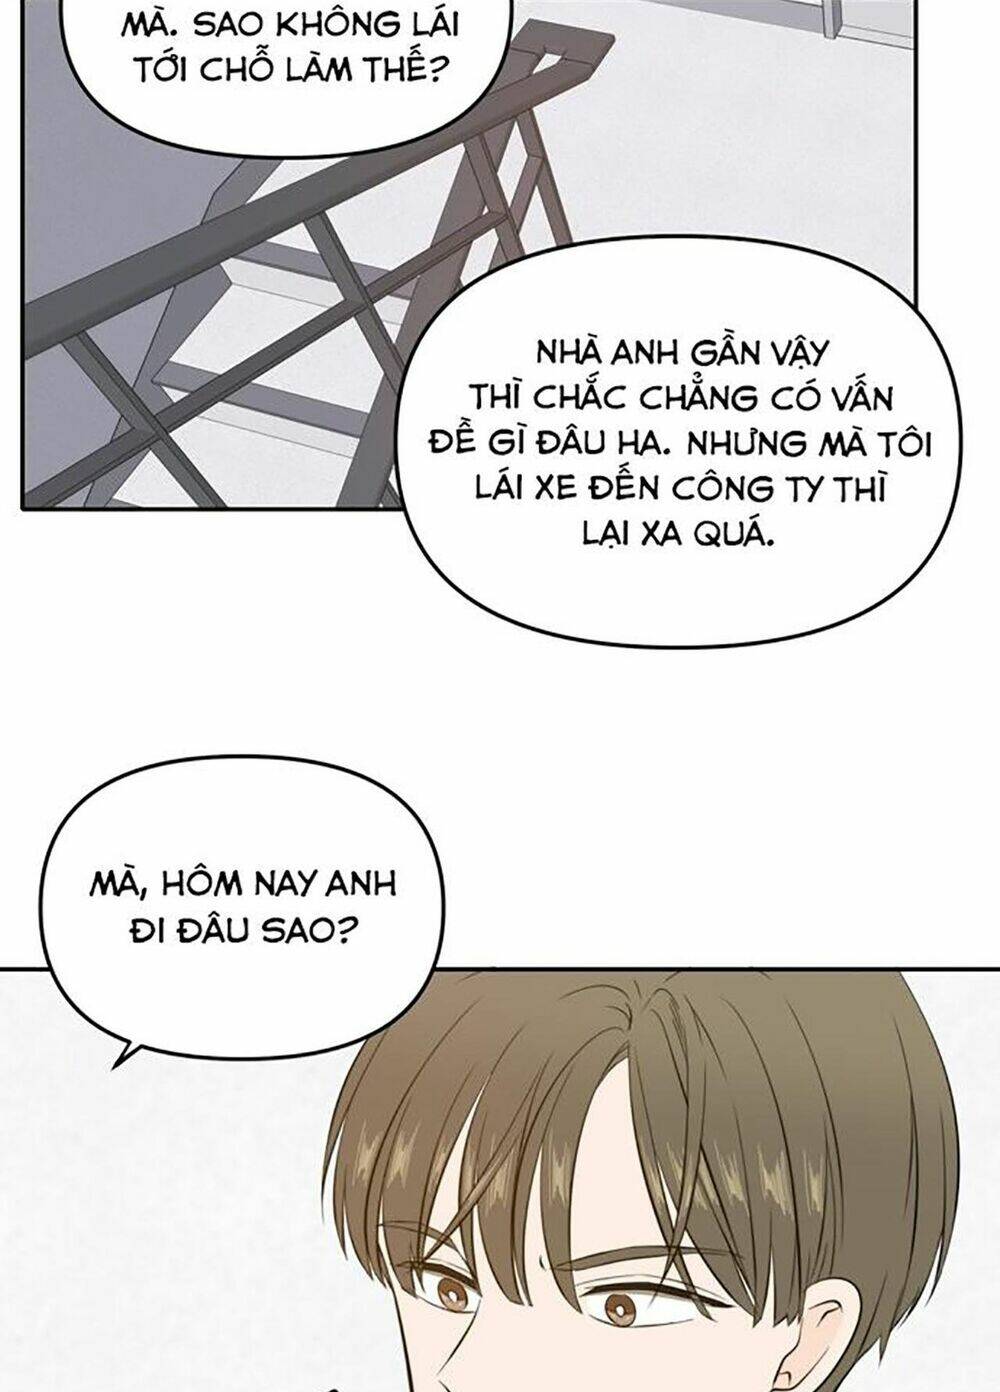 MÀ. SAO KHÔNG LÁI
TỚI CHỖ LÀM THẾ?
NHÀ ANH GẦN VẬY
THÌ CHẮC CHẲNG CÓ VẤN
ĐỀ GÌ ĐÂU HA. NHƯNG MÀ TÔI
LÁI XE ĐẾN CÔNG TY THÌ
LẠI XA QUÁ.
MÀ, HÔM NAY ANH
ĐI ĐÂU SAO?